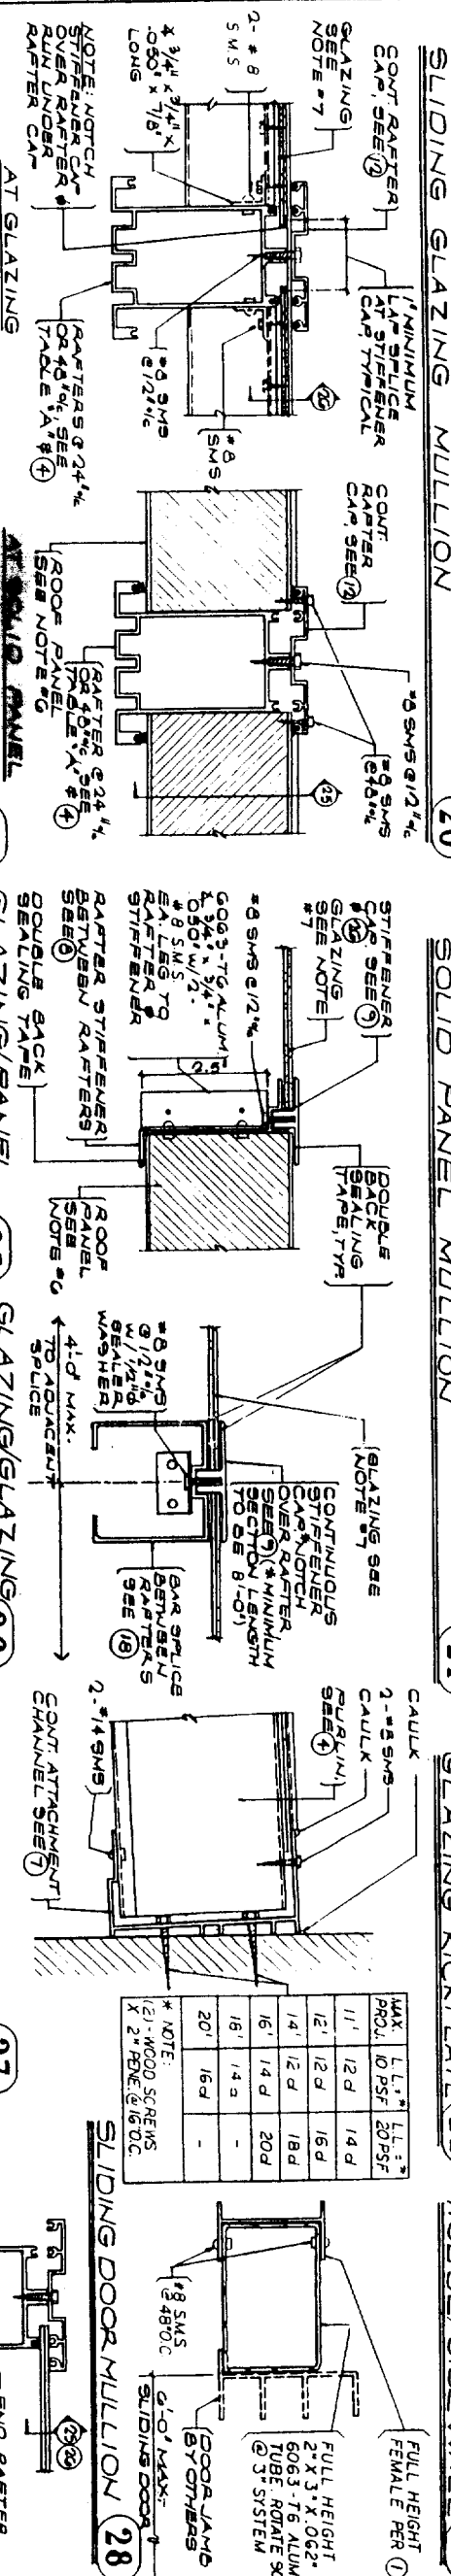 SLIDING GLAZING MULLION
20
SOLID PANEL MULLION
CONT. RAFTER
CAP, SEE 12
GLAZING
SEE
NOTE #7
2-#8
S.M.S
∠ 3/4" x 3/4" x
.050" x 7/8"
LONG
NOTE: NOTCH
STIFFENER CAP
OVER RAFTER &
RUN UNDER
RAFTER CAP
AT GLAZING
1" MINIMUM
LAP SPLICE
AT STIFFENER
CAP, TYPICAL
26
#8
SMS
#8 SMS
@ 12" o/c
RAFTERS @ 24" o/c
OR 48" o/c, SEE
TABLE "A" & 4
CONT.
RAFTER
CAP, SEE 12
#8 SMS @ 12" o/c
#8 SMS
@ 48" o/c
25
RAFTER @ 24" o/c
OR 48" o/c SEE
TABLE "A" & 4
ROOF PANEL
SEE NOTE #6
AT SOLID PANEL
STIFFENER
CAP, SEE 9
26
GLAZING
SEE NOTE
#7
#8 SMS @ 12" o/c
6063-T6 ALUM.
∠ 3/4" x 3/4" x
.050" W/ 2-
#8 S.M.S.
EA. LEG TO
RAFTER &
STIFFENER
2.5"
RAFTER STIFFENER
BETWEEN RAFTERS
SEE 8
DOUBLE BACK
SEALING TAPE
DOUBLE
BACK
SEALING
TAPE, TYP.
ROOF
PANEL
SEE
NOTE #6
GLAZING/PANEL
GLAZING SEE
NOTE #7
CONTINUOUS
STIFFENER
CAP, NOTCH
OVER RAFTER
SEE 9 (* MINIMUM
SECTION LENGTH
TO BE 8'-0")
#8 SMS
@ 12" o/c
W/ 1/2" ø
SEALER
WASHER
BAR SPLICE
BETWEEN
RAFTERS
SEE 18
4'-0" MAX.
TO ADJACENT
SPLICE
GLAZING/GLAZING
CAULK
2-#8 SMS
CAULK
PURLIN,
SEE 4
2-#14 SMS
CONT. ATTACHMENT
CHANNEL SEE 7
27
MAX. PROJ. L.L.:* 10 PSF L.L.:* 20 PSF
11' 12d 14d
12' 12d 16d
14' 12d 18d
16' 14d 20d
18' 14d -
20' 16d -
* NOTE:
(2)-WOOD SCREWS
X 2" PENE. @ 16" O.C.
FULL HEIGHT
FEMALE PER 1
FULL HEIGHT
2" X 3" X .062"
6063-T6 ALUM
TUBE. ROTATE
@ 3" SYSTEM
#8 SMS
@ 48" O.C
DOOR JAMB
BY OTHERS
6'-0" MAX.
SLIDING DOOR
SLIDING DOOR MULLION 28
25/26